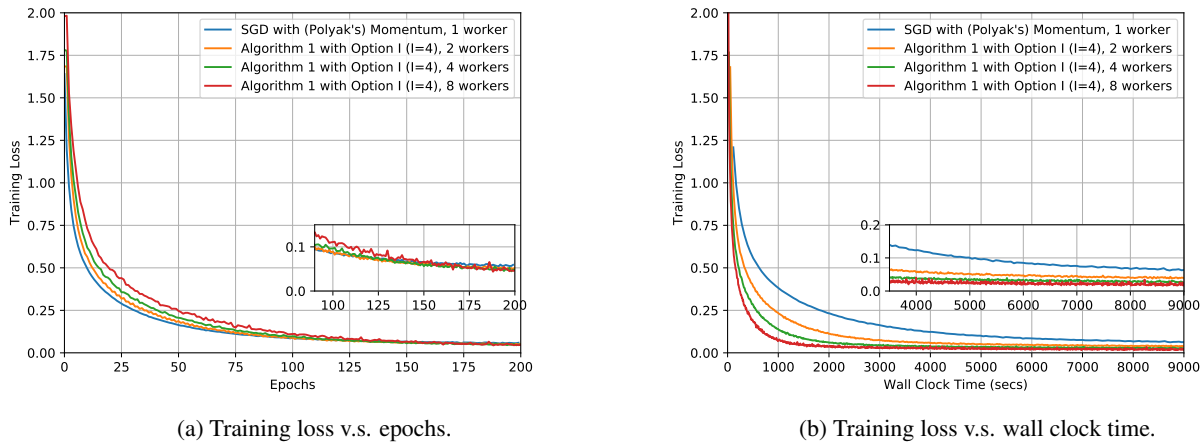 2.00
1.75
1.50
1.25
1.00
0.75
0.50
0.25
0.00
Training Loss
SGD with (Polyak's) Momentum, 1 worker
Algorithm 1 with Option I (I=4), 2 workers
Algorithm 1 with Option I (I=4), 4 workers
Algorithm 1 with Option I (I=4), 8 workers
0.1
0.0
100 125 150 175 200
0 25 50 75 100 125 150 175 200
Epochs
(a) Training loss v.s. epochs.
2.00
1.75
1.50
1.25
1.00
0.75
0.50
0.25
0.00
Training Loss
SGD with (Polyak's) Momentum, 1 worker
Algorithm 1 with Option I (I=4), 2 workers
Algorithm 1 with Option I (I=4), 4 workers
Algorithm 1 with Option I (I=4), 8 workers
0.2
0.1
0.0
4000 5000 6000 7000 8000 9000
0 1000 2000 3000 4000 5000 6000 7000 8000 9000
Wall Clock Time (secs)
(b) Training loss v.s. wall clock time.